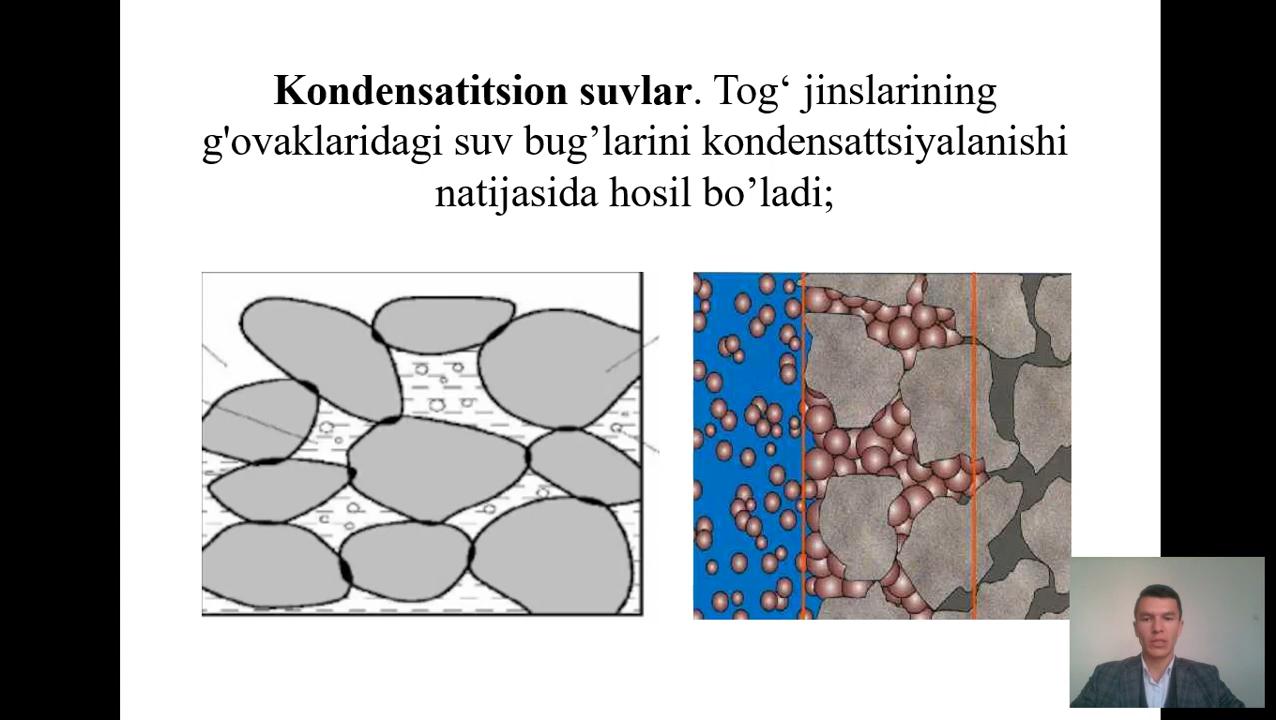 Kondensatitsion suvlar. Tog‘ jinslarining
g'ovaklaridagi suv bug’larini kondensattsiyalanishi
natijasida hosil bo’ladi;